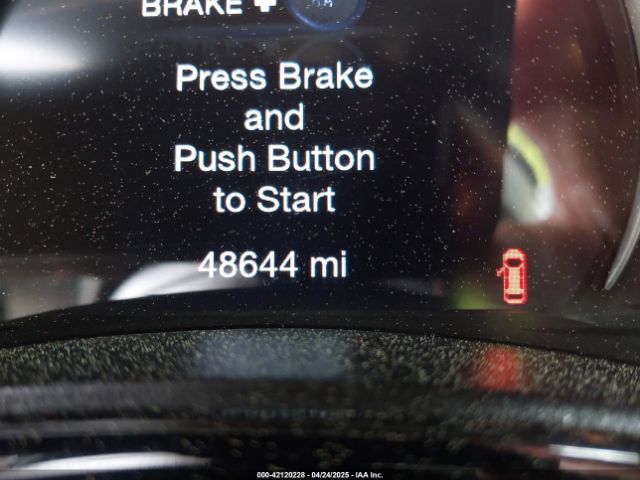 BRAKE +
Press Brake
and
Push Button
to Start
48644 mi
000-42120228 - 04/24/2025 - IAA Inc.